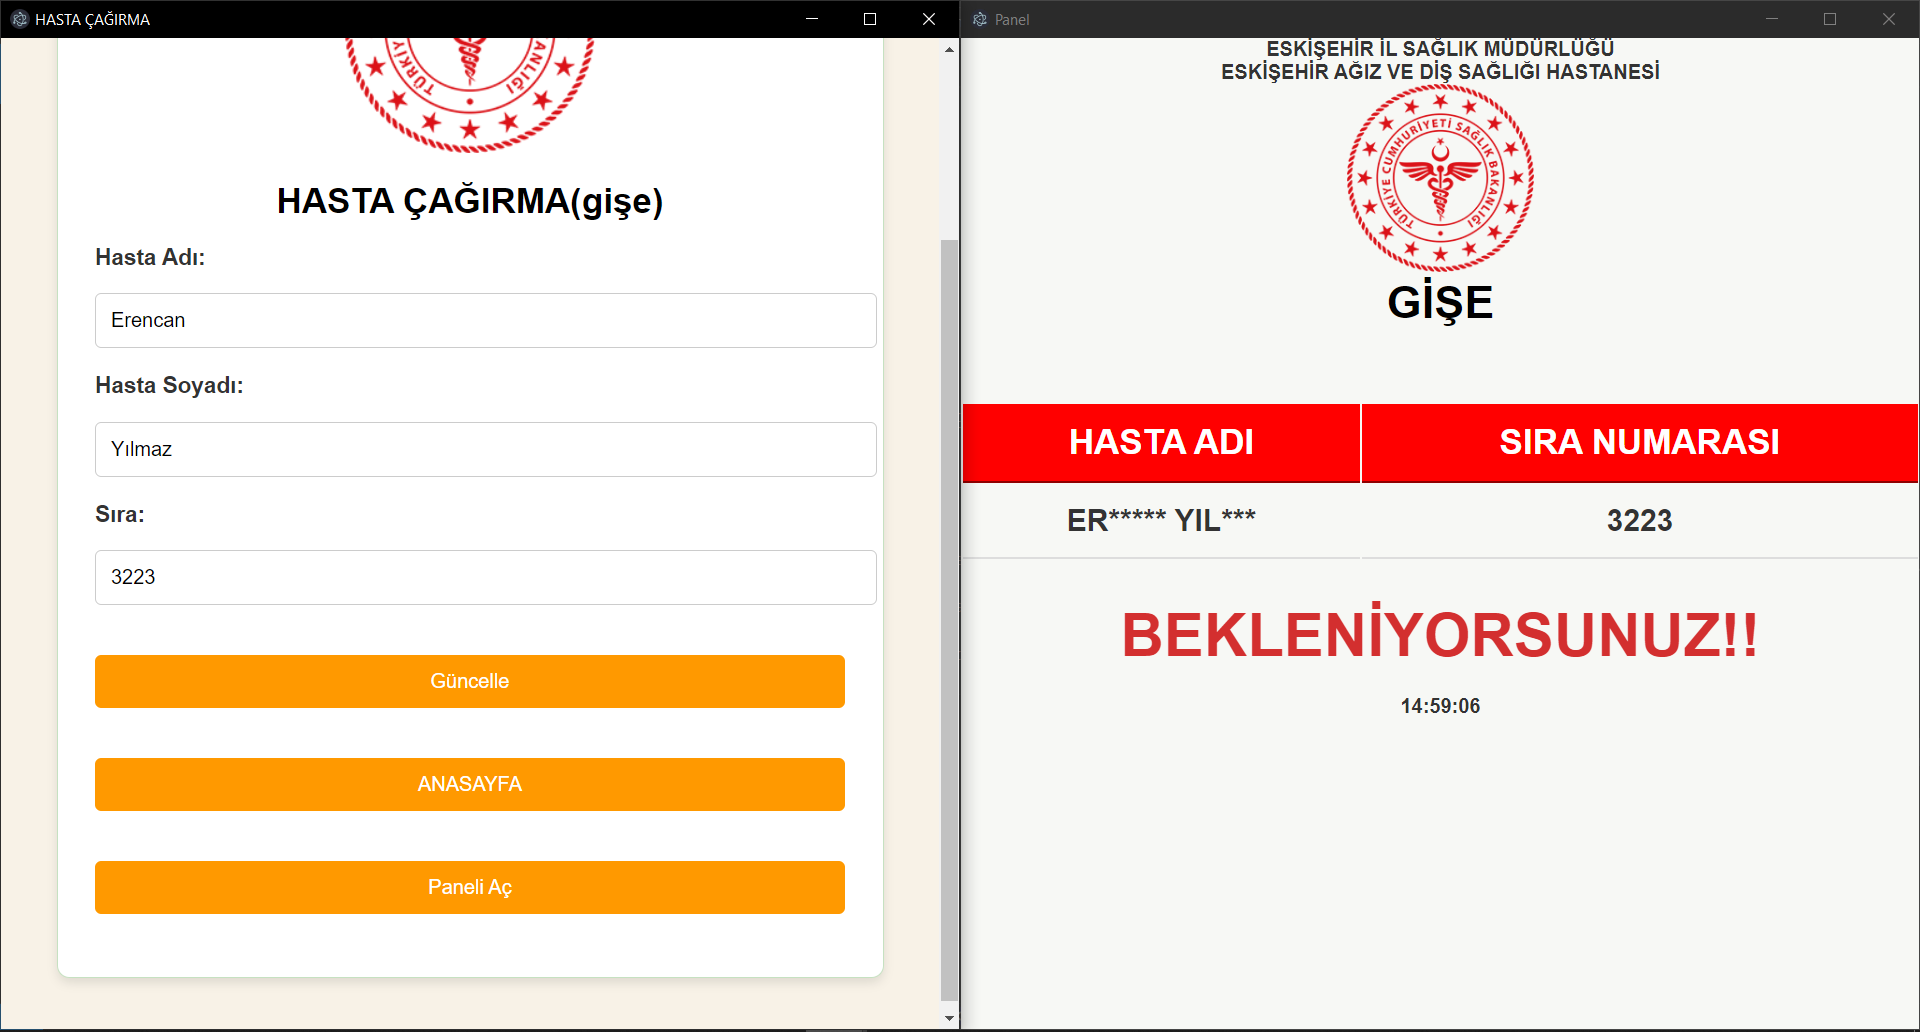 HASTA ÇAĞIRMA
TÜRKİYE
ANLIĞI
HASTA ÇAĞIRMA(gişe)
Hasta Adı:
Erencan
Hasta Soyadı:
Yılmaz
Sıra:
3223
Güncelle
ANASAYFA
Paneli Aç
Panel
ESKİŞEHİR İL SAĞLIK MÜDÜRLÜĞÜ
ESKİŞEHİR AĞIZ VE DİŞ SAĞLIĞI HASTANESİ
TÜRKİYE CUMHURİYETİ SAĞLIK BAKANLIĞI
GİŞE
HASTA ADI SIRA NUMARASI
ER***** YIL*** 3223
BEKLENİYORSUNUZ!!
14:59:06